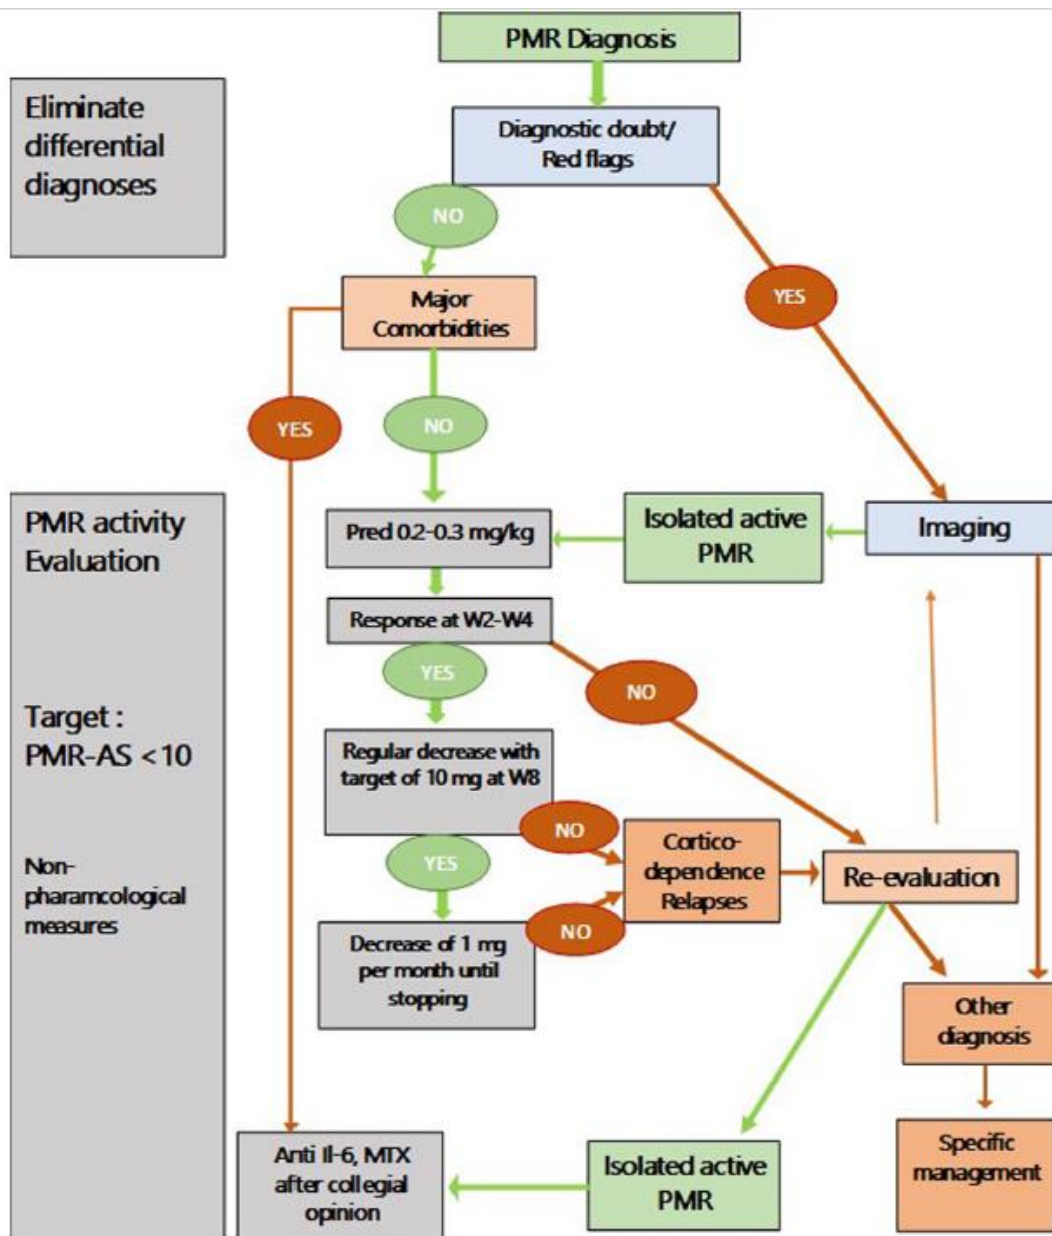 PMR Diagnosis
Eliminate
differential
diagnoses
Diagnostic doubt/
Red flags
NO
YES
Major
Comorbidities
YES
NO
PMR activity
Evaluation
Target :
PMR-AS <10
Non-
pharamcological
measures
Pred 0.2-0.3 mg/kg
Isolated active
PMR
Imaging
Response at W2-W4
YES
NO
Regular decrease with
target of 10 mg at W8
NO
YES
Cortico-
dependence
Relapses
Re-evaluation
NO
Decrease of 1 mg
per month until
stopping
Other
diagnosis
Anti Il-6, MTX
after collegial
opinion
Isolated active
PMR
Specific
management